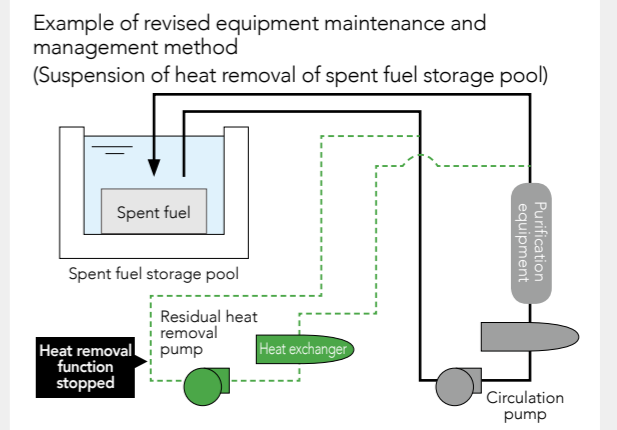 Example of revised equipment maintenance and
management method
(Suspension of heat removal of spent fuel storage pool)
Spent fuel
Spent fuel storage pool
Purification
equipment
Residual heat
removal
pump
Heat exchanger
Heat removal
function
stopped
Circulation
pump